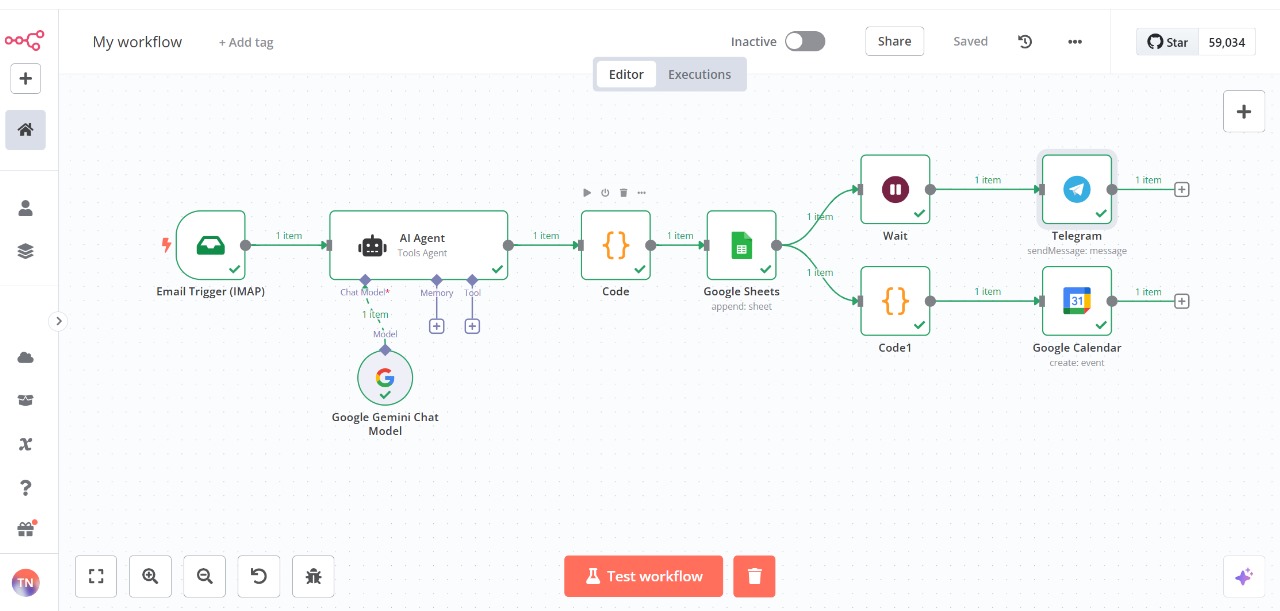 My workflow
+ Add tag
Inactive
Share
Saved
Star
59,034
Editor
Executions
1 item
1 item
1 item
1 item
1 item
1 item
1 item
1 item
1 item
1 item
Email Trigger (IMAP)
AI Agent
Tools Agent
Chat Model*
Memory
Tool
Model
Google Gemini Chat
Model
Code
Google Sheets
append: sheet
Wait
Telegram
sendMessage: message
Code1
31
Google Calendar
create: event
TN
Test workflow